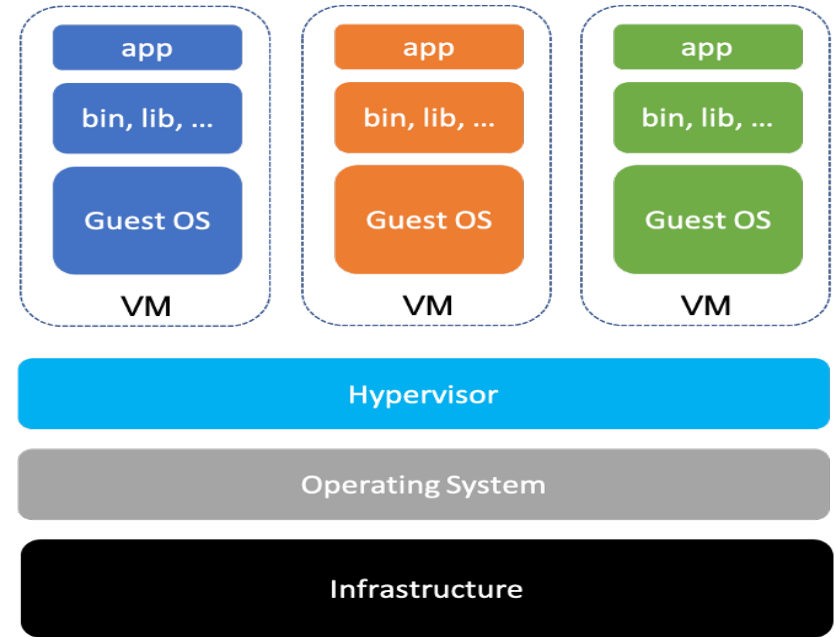 app
app
app
bin, lib, ...
bin, lib, ...
bin, lib, ...
Guest OS
Guest OS
Guest OS
VM
VM
VM
Hypervisor
Operating System
Infrastructure